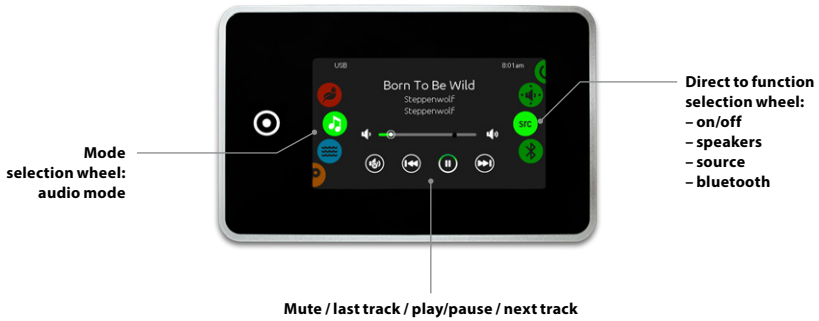 USB
8:01am
Born To Be Wild
Steppenwolf
Steppenwolf
src
Mode
selection wheel:
audio mode
Direct to function
selection wheel:
– on/off
– speakers
– source
– bluetooth
Mute / last track / play/pause / next track